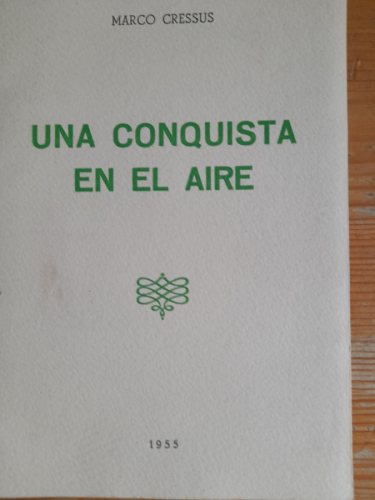 MARCO CRESSUS
UNA CONQUISTA
EN EL AIRE
1955